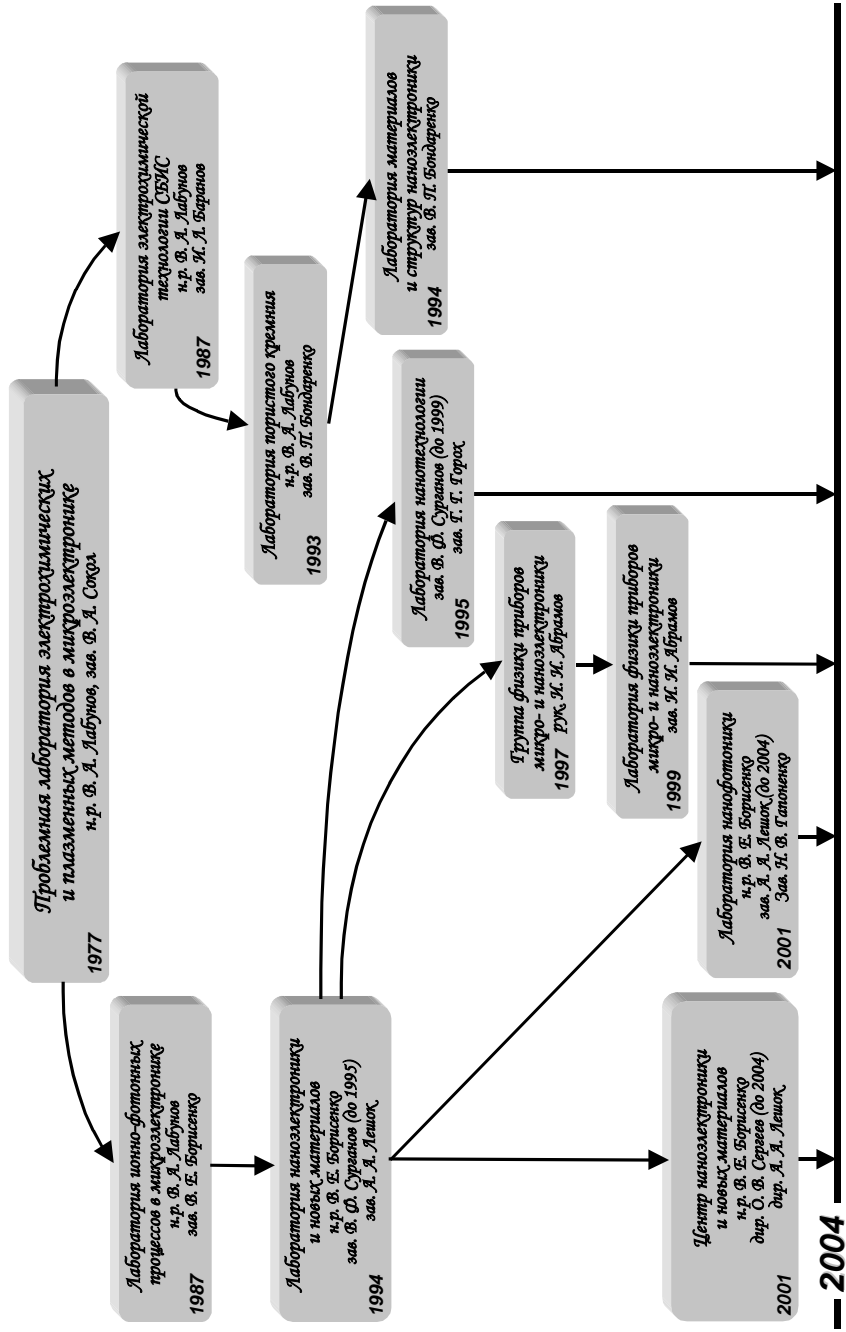 Проблемная лаборатория электрохимических
и плазменных методов в микроэлектронике
н.р. В. А. Лабунов, зав. В. А. Сокол
1977
Лаборатория ионно-фотонных
процессов в микроэлектронике
н.р. В. А. Лабунов
зав. В. Е. Борисенко
1987
Лаборатория электрохимической
технологии СБИС
н.р. В. А. Лабунов
зав. И. Л. Баранов
1987
Лаборатория пористого кремния
н.р. В. А. Лабунов
зав. В. П. Бондаренко
1993
Лаборатория наноэлектроники
и новых материалов
н.р. В. Е. Борисенко
зав. В. Ф. Сурганов (до 1995)
зав. А. А. Лешок
1994
Лаборатория материалов
и структур наноэлектроники
зав. В. П. Бондаренко
1994
Лаборатория нанотехнологии
зав. В. Ф. Сурганов (до 1999)
зав. Г. Г. Горох
1995
Группа физики приборов
микро- и наноэлектроники
1997 рук. И. И. Абрамов
Лаборатория физики приборов
микро- и наноэлектроники
зав. И. И. Абрамов
1999
Центр наноэлектроники
и новых материалов
н.р. В. Е. Борисенко
дир. О. В. Сергеев (до 2004)
дир. А. А. Лешок
2001
Лаборатория нанофотоники
н.р. В. Е. Борисенко
зав. А. А. Лешок (до 2004)
Зав. Н. В. Гапоненко
2001
2004